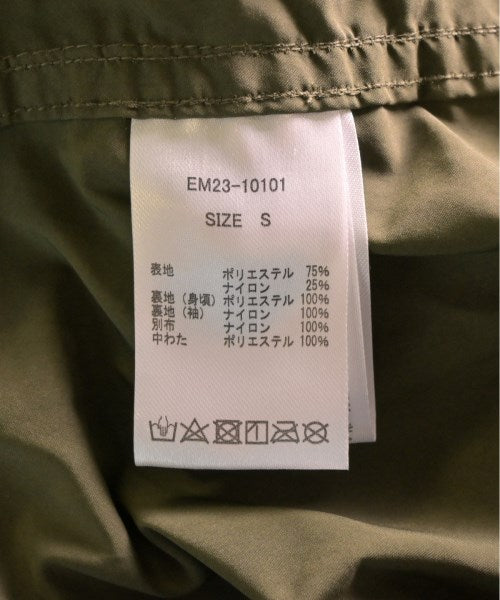 EM23-10101
SIZE S
表地 ポリエステル 75%
ナイロン 25%
裏地(身頃) ポリエステル 100%
裏地(袖) ナイロン 100%
別布 ナイロン 100%
中わた ポリエステル 100%